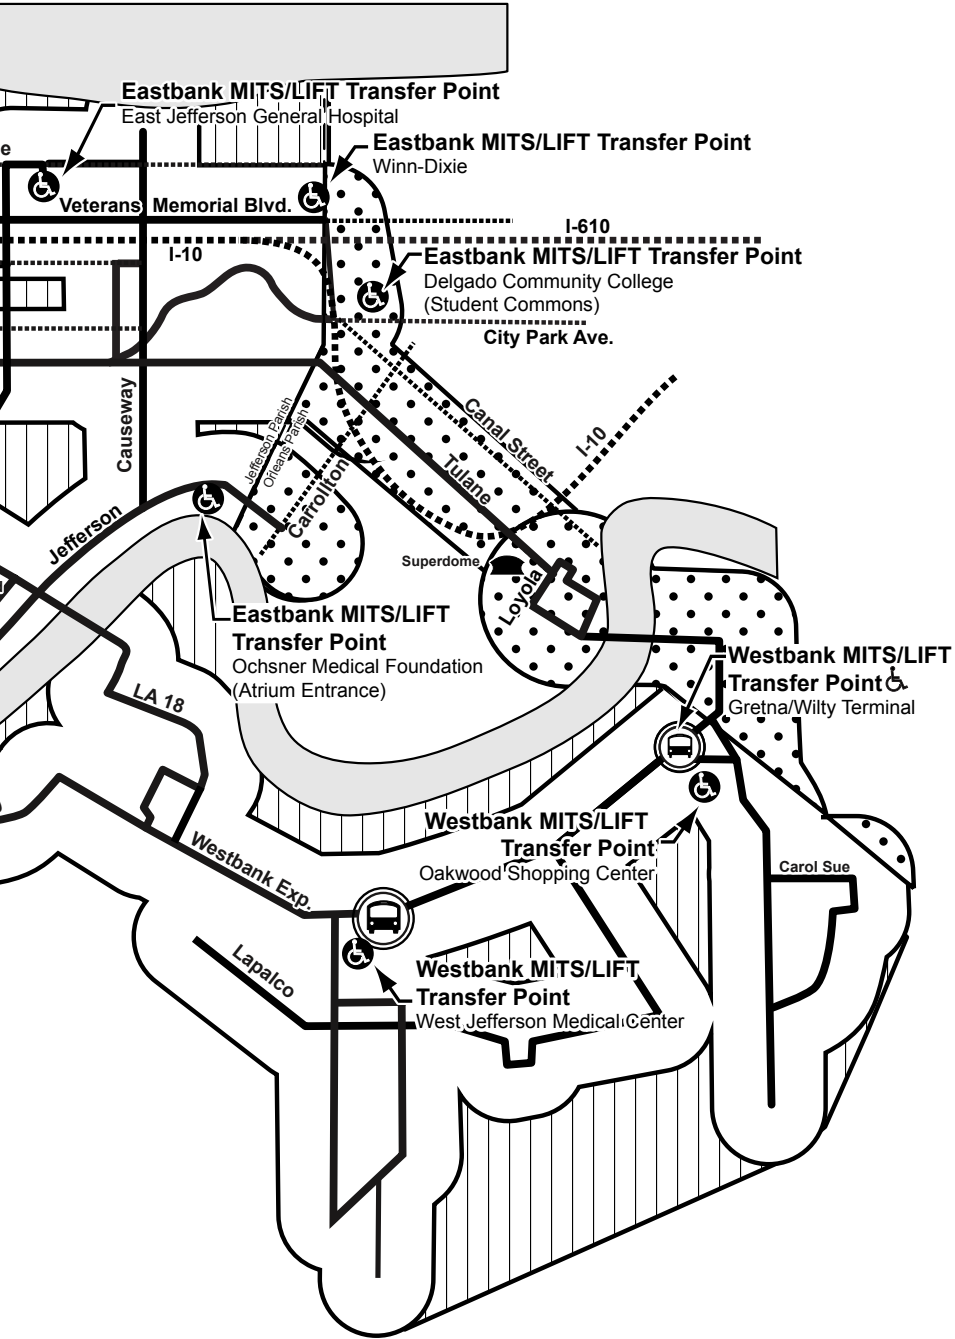 Eastbank MITS/LIFT Transfer Point
East Jefferson General Hospital
Eastbank MITS/LIFT Transfer Point
Winn-Dixie
e
Veterans Memorial Blvd.
I-610
I-10
Eastbank MITS/LIFT Transfer Point
Delgado Community College
(Student Commons)
City Park Ave.
Causeway
Jefferson Parish
Orleans Parish
Canal Street
I-10
Tulane
Carrollton
Jefferson
Superdome
Loyola
Eastbank MITS/LIFT
Transfer Point
Ochsner Medical Foundation
(Atrium Entrance)
Westbank MITS/LIFT
Transfer Point
Gretna/Wilty Terminal
LA 18
Westbank MITS/LIFT
Transfer Point
Oakwood Shopping Center
Carol Sue
Westbank Exp.
Lapalco
Westbank MITS/LIFT
Transfer Point
West Jefferson Medical Center